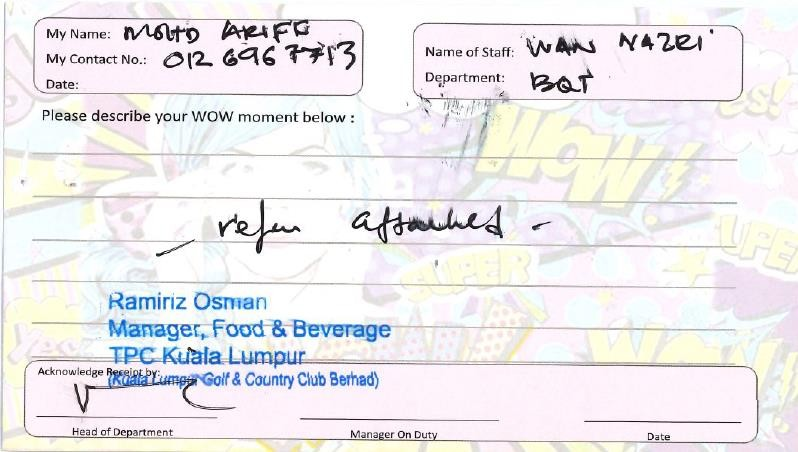 My Name: MOHD ARIFF
My Contact No.: 012 696 7713
Date:
Name of Staff: WAN NAZRI
Department: BQT
Please describe your WOW moment below :
WOW!
SUPER
– refer attached -
Ramiriz Osman
Manager, Food & Beverage
TPC Kuala Lumpur
(Kuala Lumpur Golf & Country Club Berhad)
Acknowledge Receipt by:
Head of Department
Manager On Duty
Date